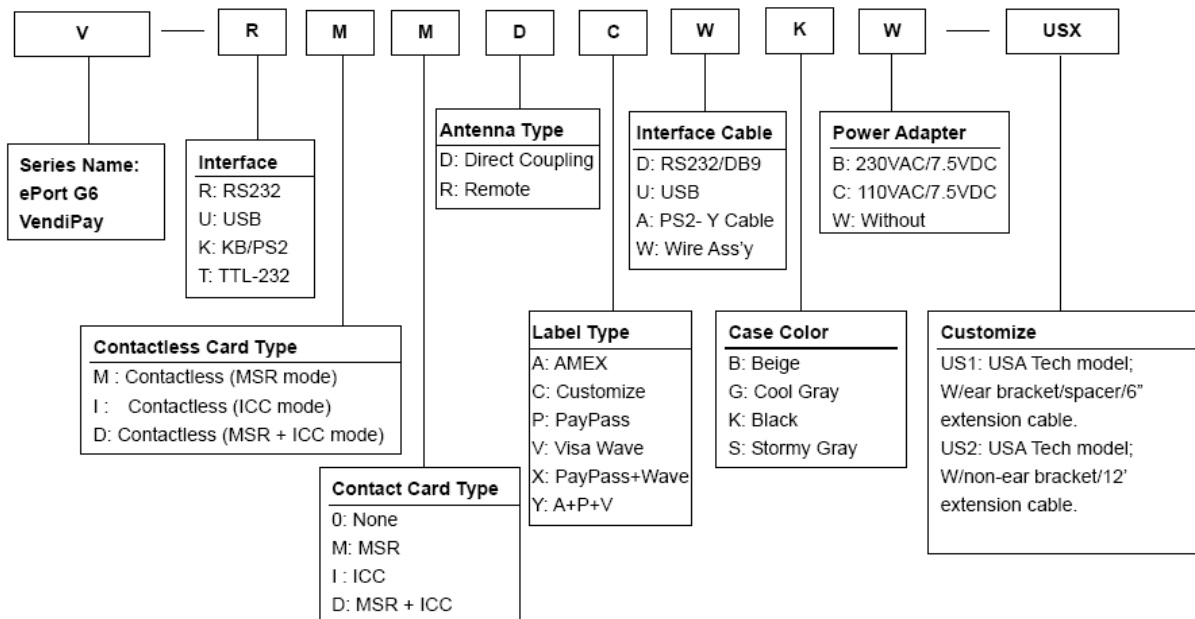 V R M M D C W K W USX
Series Name:
ePort G6
VendiPay
Interface
R: RS232
U: USB
K: KB/PS2
T: TTL-232
Antenna Type
D: Direct Coupling
R: Remote
Interface Cable
D: RS232/DB9
U: USB
A: PS2- Y Cable
W: Wire Ass'y
Power Adapter
B: 230VAC/7.5VDC
C: 110VAC/7.5VDC
W: Without
Contactless Card Type
M : Contactless (MSR mode)
I : Contactless (ICC mode)
D: Contactless (MSR + ICC mode)
Contact Card Type
0: None
M: MSR
I : ICC
D: MSR + ICC
Label Type
A: AMEX
C: Customize
P: PayPass
V: Visa Wave
X: PayPass+Wave
Y: A+P+V
Case Color
B: Beige
G: Cool Gray
K: Black
S: Stormy Gray
Customize
US1: USA Tech model;
W/ear bracket/spacer/6”
extension cable.
US2: USA Tech model;
W/non-ear bracket/12’
extension cable.